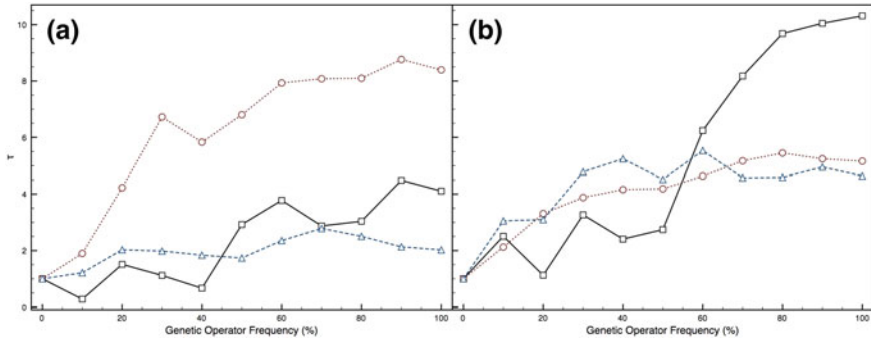 (a)
(b)
10
8
6
4
2
0
τ
0 20 40 60 80 100
0 20 40 60 80 100
Genetic Operator Frequency (%)
Genetic Operator Frequency (%)